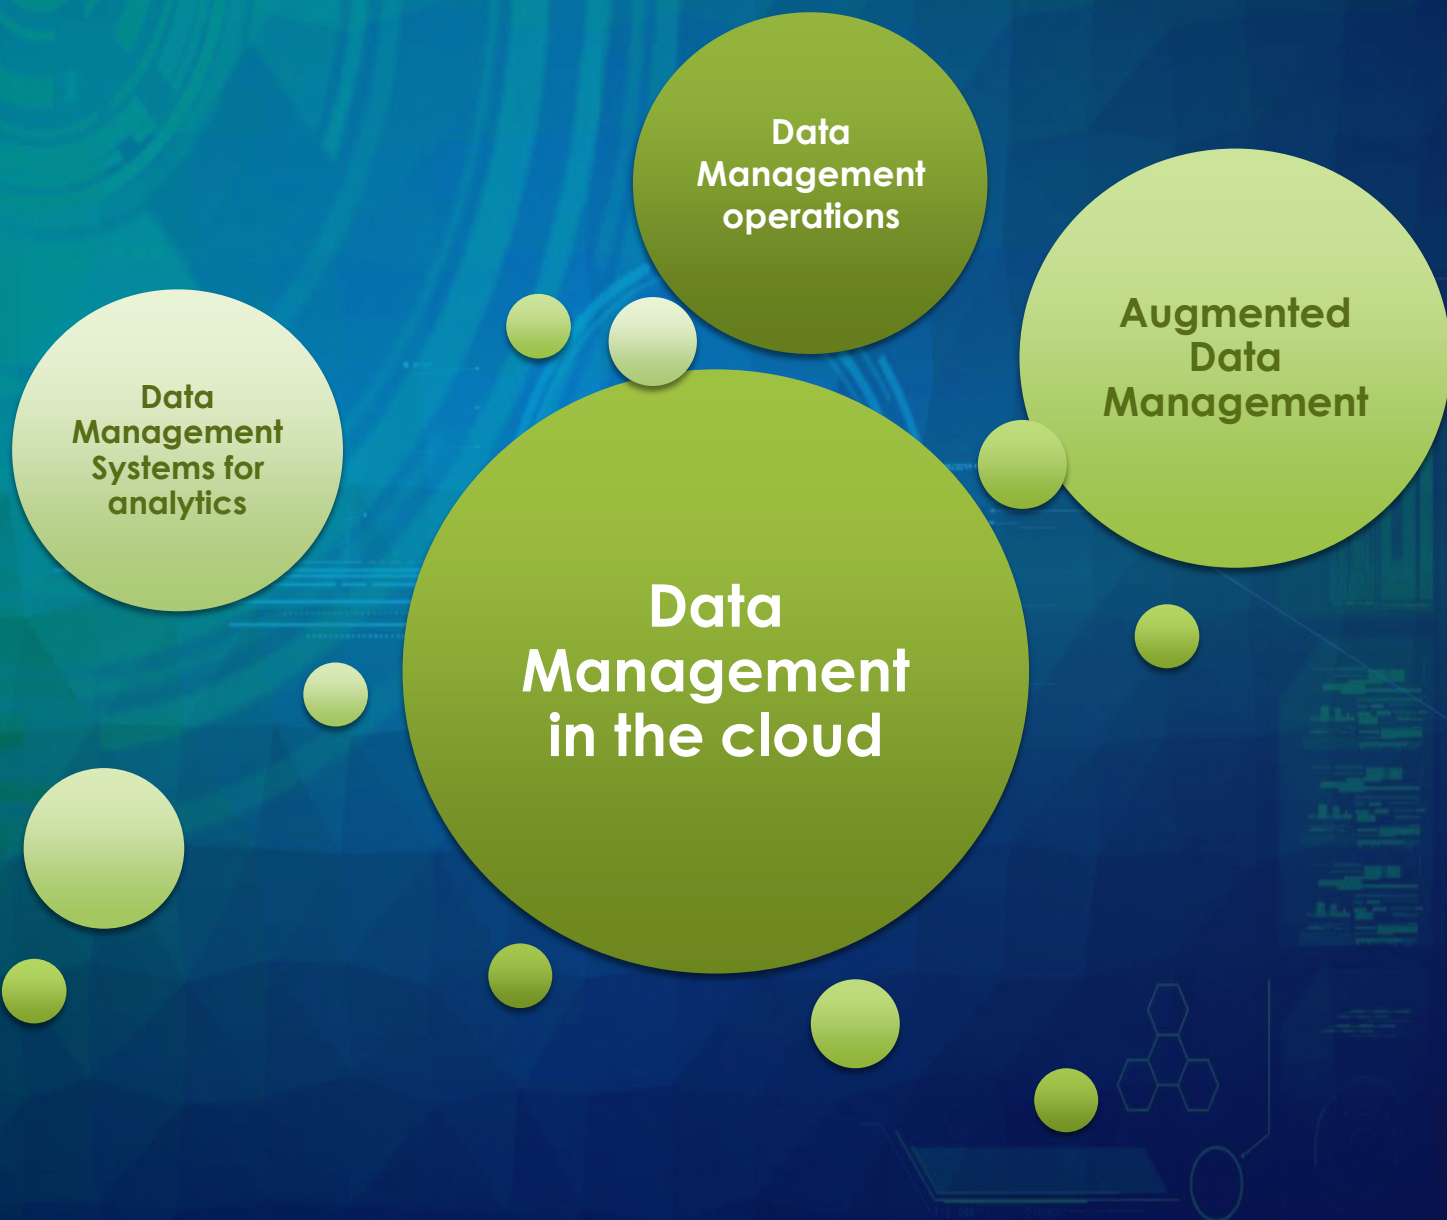 Data
Management
operations
Augmented
Data
Management
Data
Management
Systems for
analytics
Data
Management
in the cloud